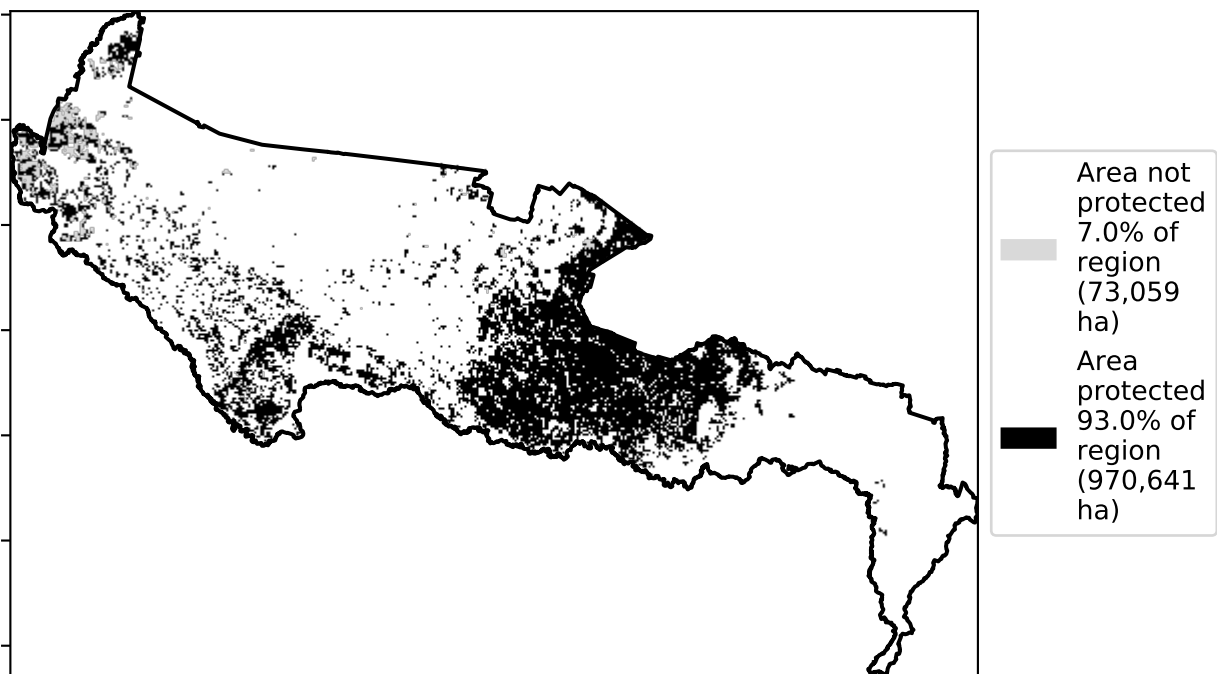 Area not
protected
7.0% of
region
(73,059
ha)
Area
protected
93.0% of
region
(970,641
ha)